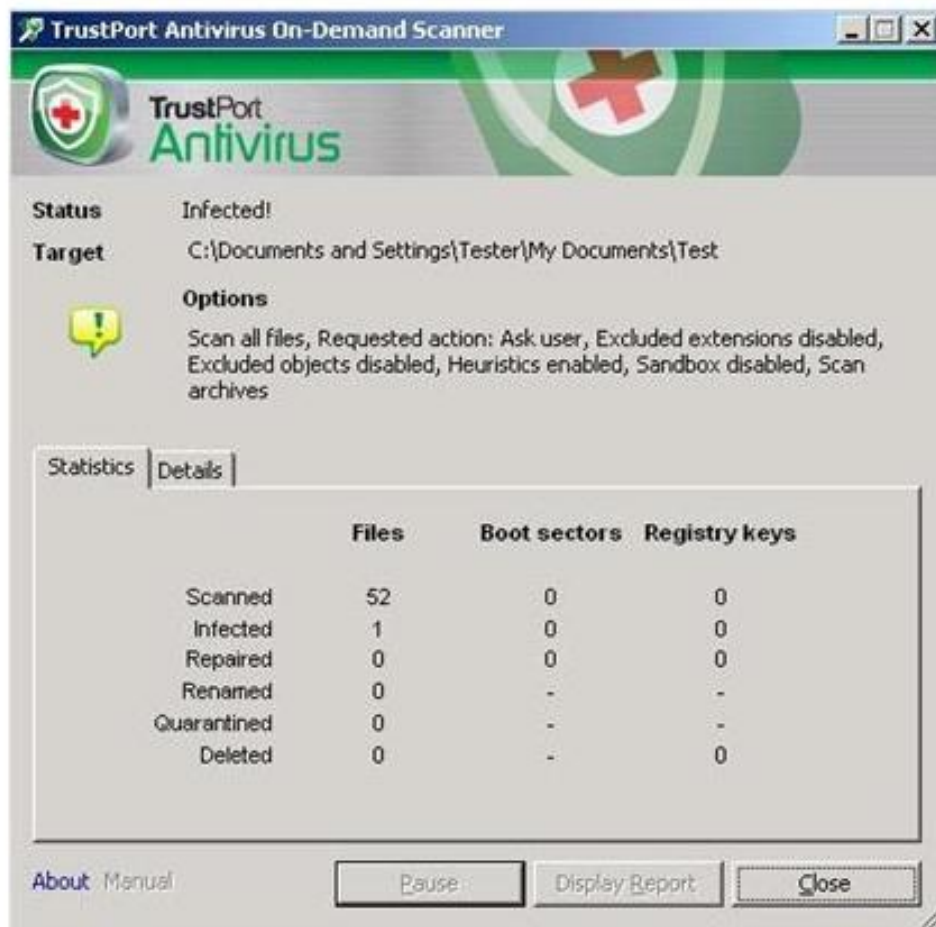 TrustPort Antivirus On-Demand Scanner
TrustPort
Antivirus
Status Infected!
Target C:\Documents and Settings\Tester\My Documents\Test
Options
Scan all files, Requested action: Ask user, Excluded extensions disabled,
Excluded objects disabled, Heuristics enabled, Sandbox disabled, Scan
archives
Statistics Details
Files Boot sectors Registry keys
Scanned 52 0 0
Infected 1 0 0
Repaired 0 0 0
Renamed 0 - -
Quarantined 0 - -
Deleted 0 - 0
About Manual Pause Display Report Close